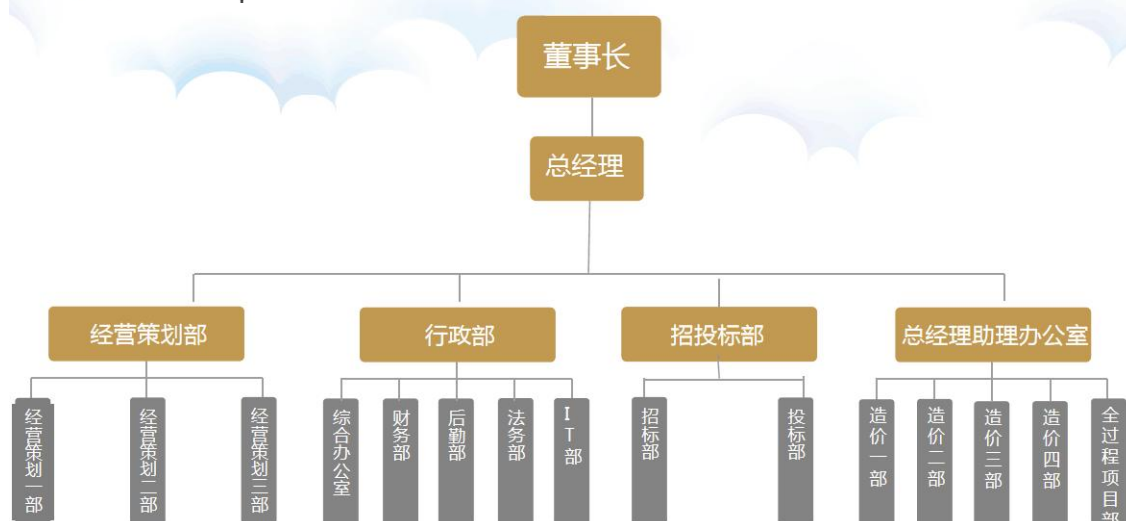 董事长
总经理
经营策划部
行政部
招投标部
总经理助理办公室
经营策划一部
经营策划二部
经营策划三部
综合办公室
财务部
后勤部
法务部
IT部
招标部
投标部
造价一部
造价二部
造价三部
造价四部
全过程项目部